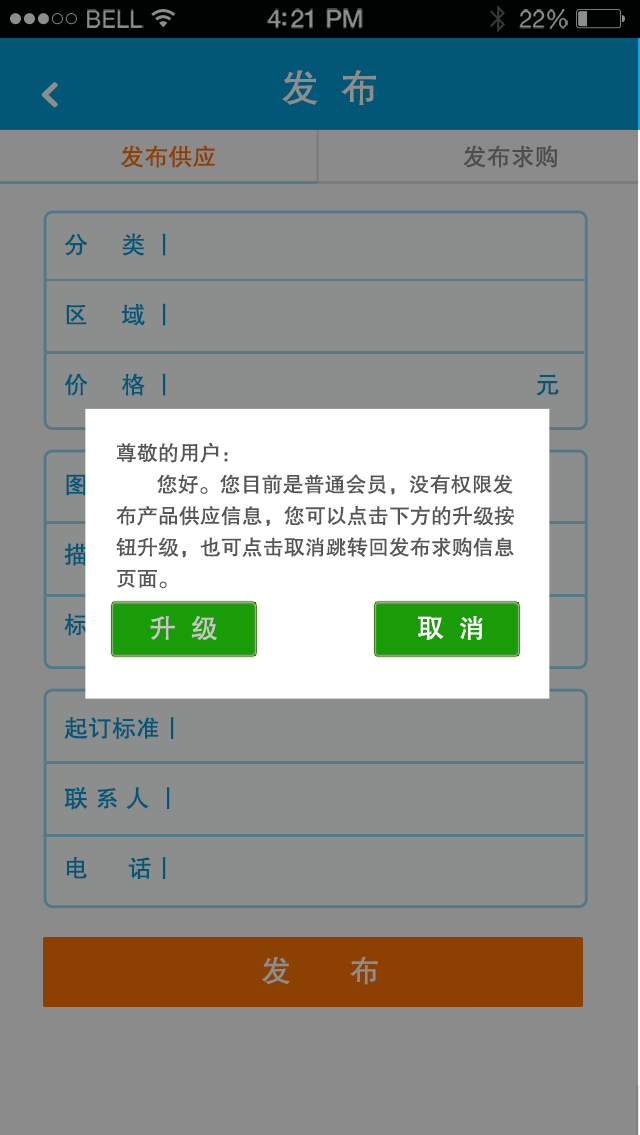 BELL 4:21 PM 22%
发 布
发布供应 发布求购
分 类
区 域
价 格 元
图
描
标
尊敬的用户：
您好。您目前是普通会员，没有权限发
布产品供应信息，您可以点击下方的升级按
钮升级，也可点击取消跳转回发布求购信息
页面。
升 级 取 消
起订标准
联 系 人
电 话
发 布